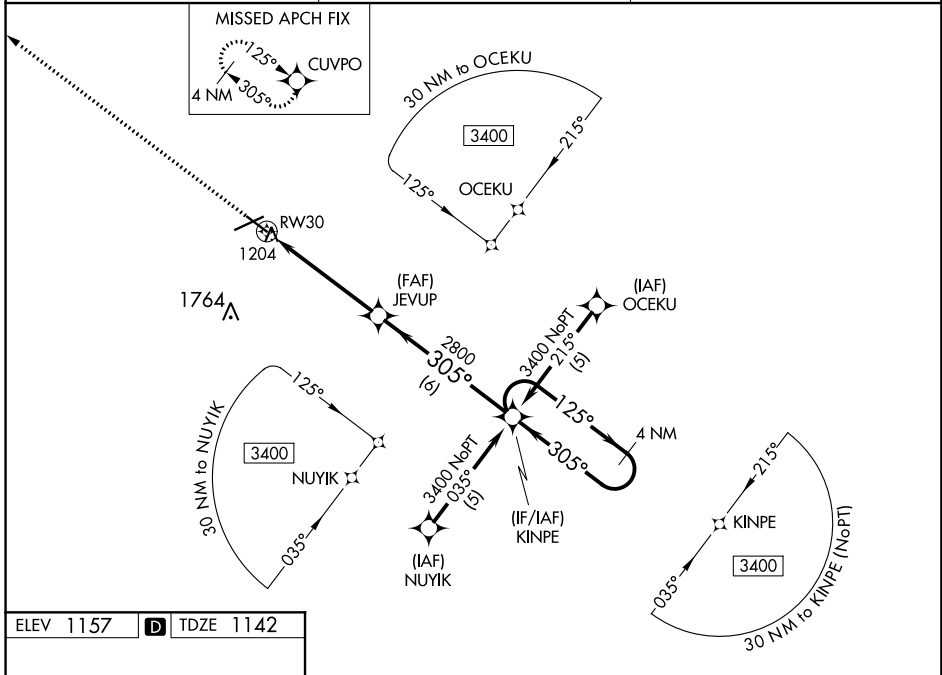 MISSED APCH FIX
125°
CUVPO
305°
4 NM
30 NM to OCEKU
3400
215°
125°
OCEKU
RW30
1204
(FAF)
JEVUP
1764
(IAF)
OCEKU
3400 NoPT
215°
(5)
2800
305°
(6)
125°
4 NM
305°
30 NM to NUYIK
125°
3400
NUYIK
035°
3400 NoPT
035°
(5)
(IF/IAF)
KINPE
(IAF)
NUYIK
215°
KINPE
3400
035°
30 NM to KINPE (NoPT)
ELEV 1157 D TDZE 1142